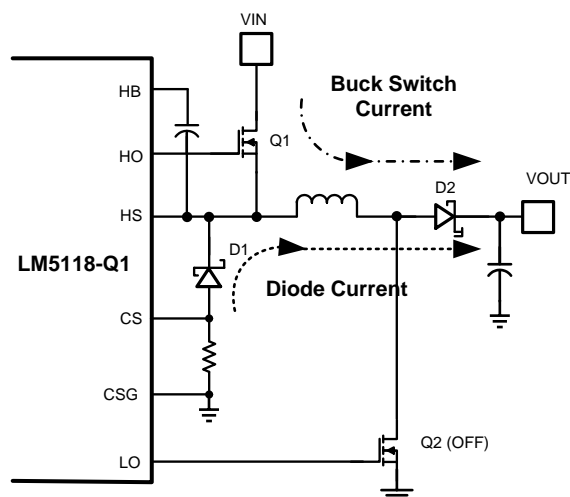 VIN
HB
Buck Switch
Current
HO
Q1
D2
VOUT
HS
LM5118-Q1
D1
Diode Current
CS
CSG
Q2 (OFF)
LO